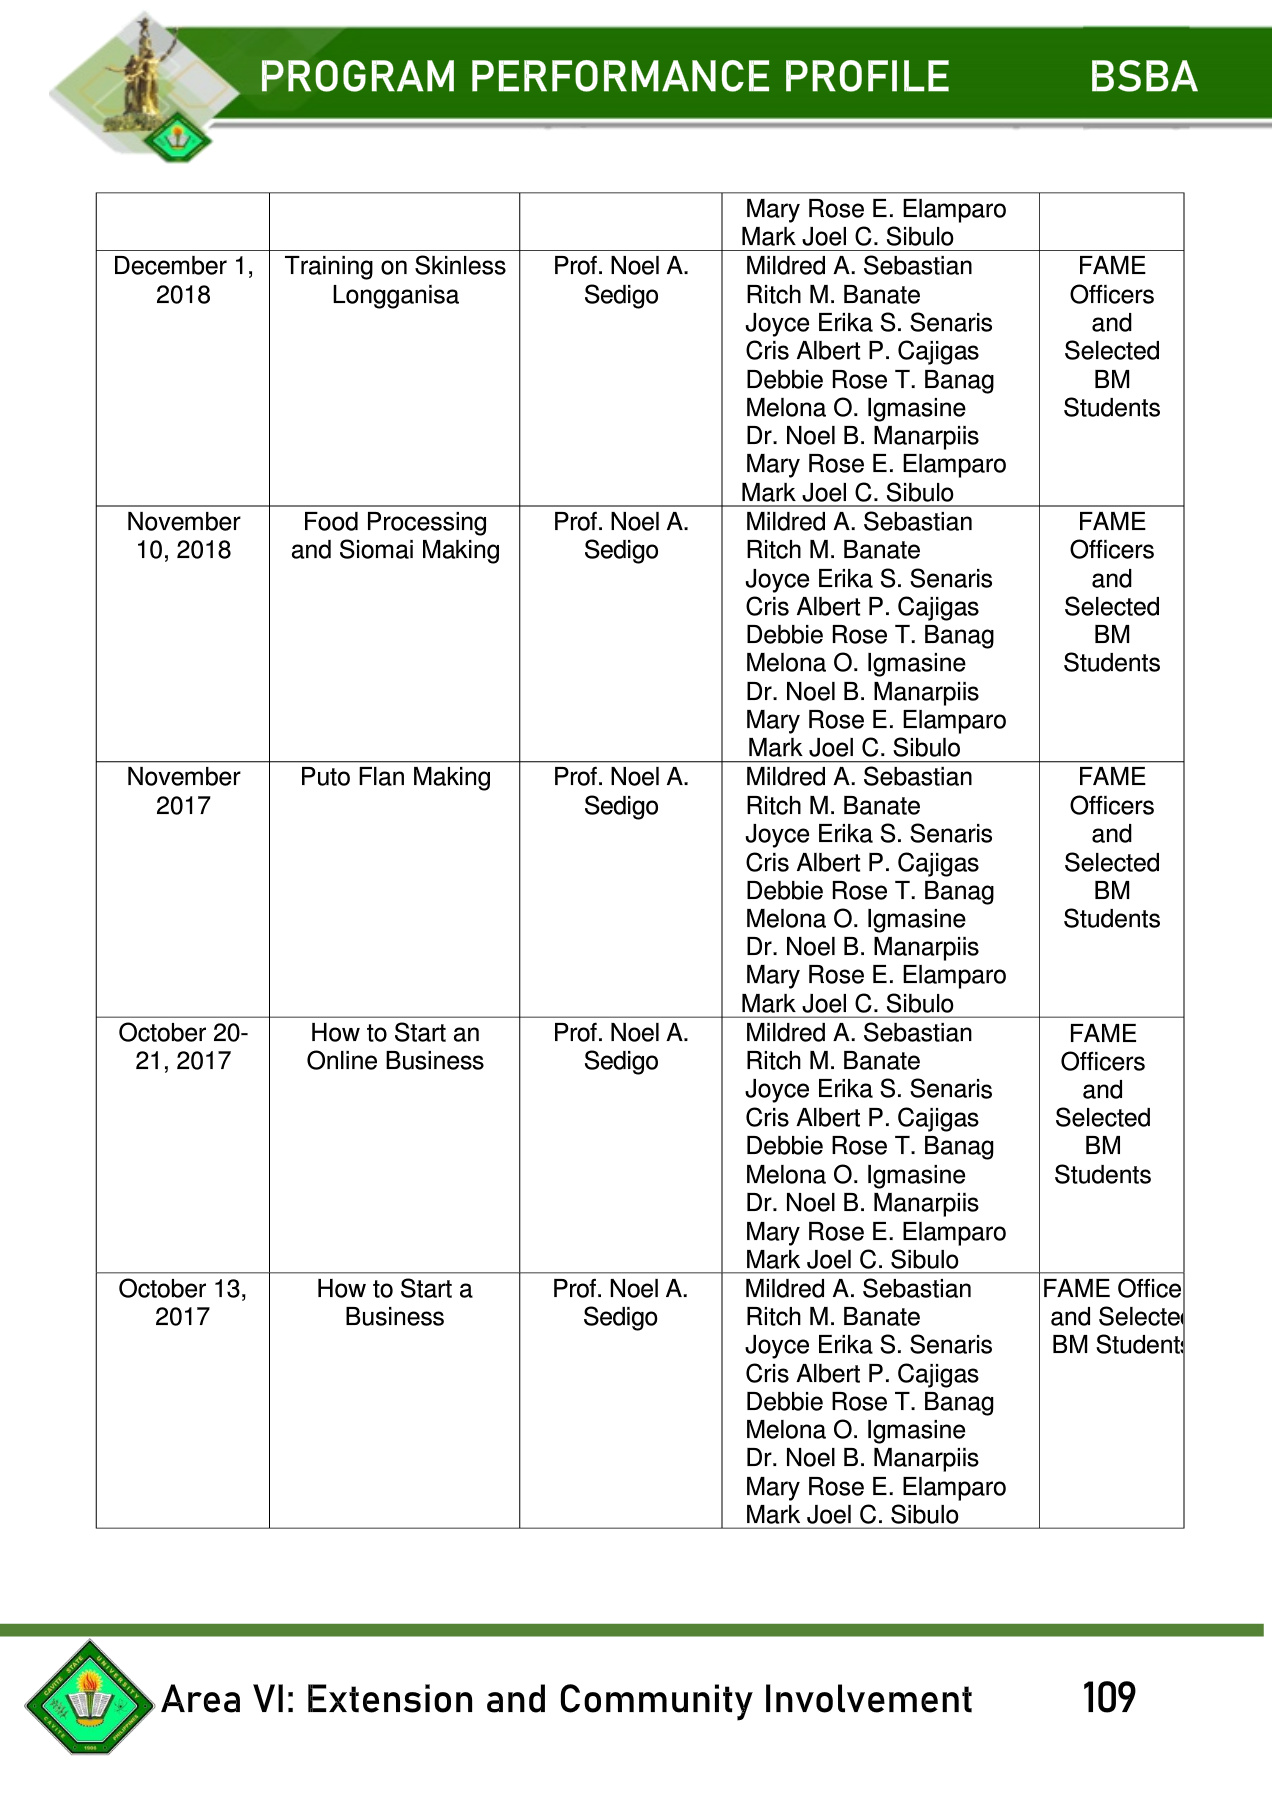 PROGRAM PERFORMANCE PROFILE BSBA
Mary Rose E. Elamparo
Mark Joel C. Sibulo
December 1,
2018
Training on Skinless
Longganisa
Prof. Noel A.
Sedigo
Mildred A. Sebastian
Ritch M. Banate
Joyce Erika S. Senaris
Cris Albert P. Cajigas
Debbie Rose T. Banag
Melona O. Igmasine
Dr. Noel B. Manarpiis
Mary Rose E. Elamparo
Mark Joel C. Sibulo
FAME
Officers
and
Selected
BM
Students
November
10, 2018
Food Processing
and Siomai Making
Prof. Noel A.
Sedigo
Mildred A. Sebastian
Ritch M. Banate
Joyce Erika S. Senaris
Cris Albert P. Cajigas
Debbie Rose T. Banag
Melona O. Igmasine
Dr. Noel B. Manarpiis
Mary Rose E. Elamparo
Mark Joel C. Sibulo
FAME
Officers
and
Selected
BM
Students
November
2017
Puto Flan Making
Prof. Noel A.
Sedigo
Mildred A. Sebastian
Ritch M. Banate
Joyce Erika S. Senaris
Cris Albert P. Cajigas
Debbie Rose T. Banag
Melona O. Igmasine
Dr. Noel B. Manarpiis
Mary Rose E. Elamparo
Mark Joel C. Sibulo
FAME
Officers
and
Selected
BM
Students
October 20-
21, 2017
How to Start an
Online Business
Prof. Noel A.
Sedigo
Mildred A. Sebastian
Ritch M. Banate
Joyce Erika S. Senaris
Cris Albert P. Cajigas
Debbie Rose T. Banag
Melona O. Igmasine
Dr. Noel B. Manarpiis
Mary Rose E. Elamparo
Mark Joel C. Sibulo
FAME
Officers
and
Selected
BM
Students
October 13,
2017
How to Start a
Business
Prof. Noel A.
Sedigo
Mildred A. Sebastian
Ritch M. Banate
Joyce Erika S. Senaris
Cris Albert P. Cajigas
Debbie Rose T. Banag
Melona O. Igmasine
Dr. Noel B. Manarpiis
Mary Rose E. Elamparo
Mark Joel C. Sibulo
FAME Office
and Selected
BM Students
CAVITE STATE UNIVERSITY
CAVITE PHILIPPINES
1906
Area VI: Extension and Community Involvement 109